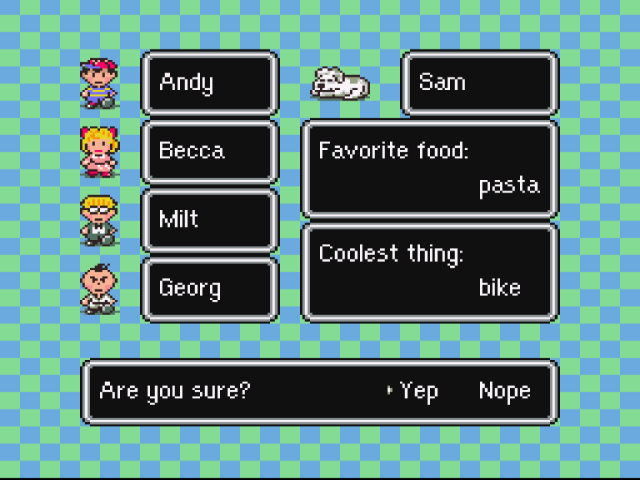 Andy
Sam
Becca
Favorite food:
pasta
Milt
Coolest thing:
Georg
bike
Are you sure? Yep Nope